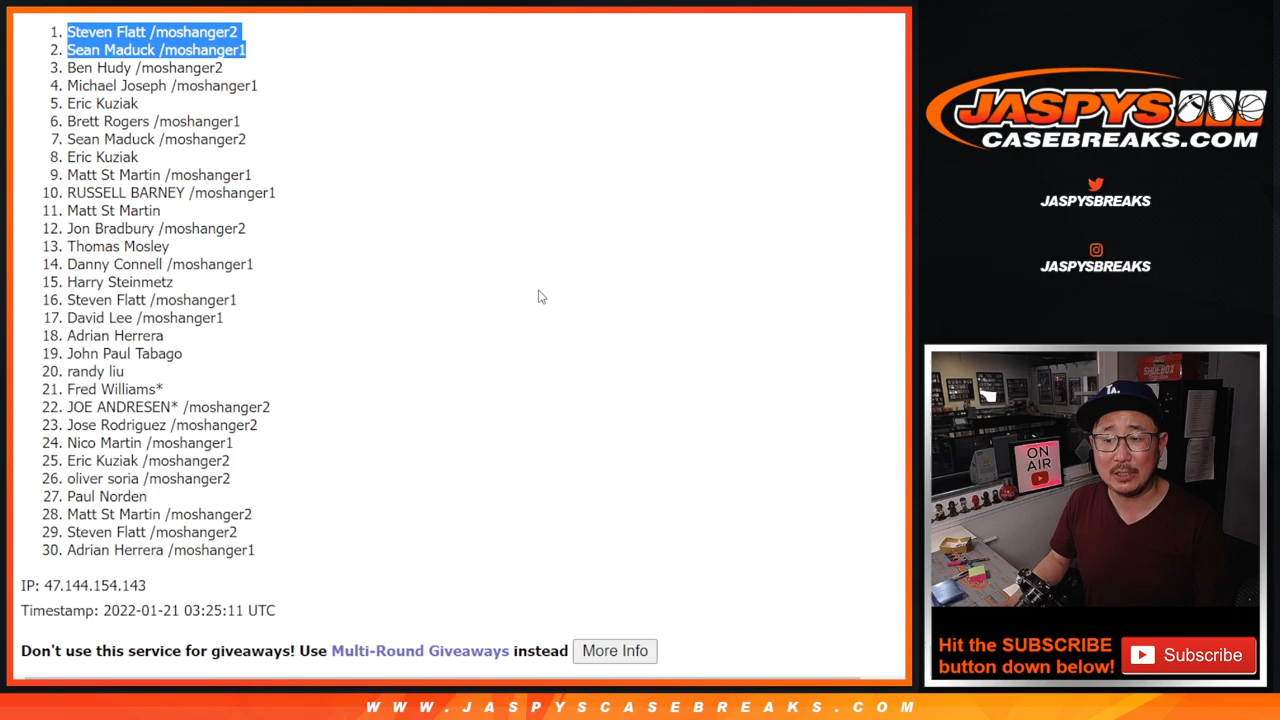 1. Steven Flatt /moshanger2
2. Sean Maduck /moshanger1
3. Ben Hudy /moshanger2
4. Michael Joseph /moshanger1
5. Eric Kuziak
6. Brett Rogers /moshanger1
7. Sean Maduck /moshanger2
8. Eric Kuziak
9. Matt St Martin /moshanger1
10. RUSSELL BARNEY /moshanger1
11. Matt St Martin
12. Jon Bradbury /moshanger2
13. Thomas Mosley
14. Danny Connell /moshanger1
15. Harry Steinmetz
16. Steven Flatt /moshanger1
17. David Lee /moshanger1
18. Adrian Herrera
19. John Paul Tabago
20. randy liu
21. Fred Williams*
22. JOE ANDRESEN* /moshanger2
23. Jose Rodriguez /moshanger2
24. Nico Martin /moshanger1
25. Eric Kuziak /moshanger2
26. oliver soria /moshanger2
27. Paul Norden
28. Matt St Martin /moshanger2
29. Steven Flatt /moshanger2
30. Adrian Herrera /moshanger1
IP: 47.144.154.143
Timestamp: 2022-01-21 03:25:11 UTC
Don't use this service for giveaways! Use Multi-Round Giveaways instead More Info
JASPYS
CASEBREAKS.COM
JASPYSBREAKS
JASPYSBREAKS
SHOEBOX
ON
AIR
LA
Hit the SUBSCRIBE
button down below!
Subscribe
WWW.JASPYSCASEBREAKS.COM